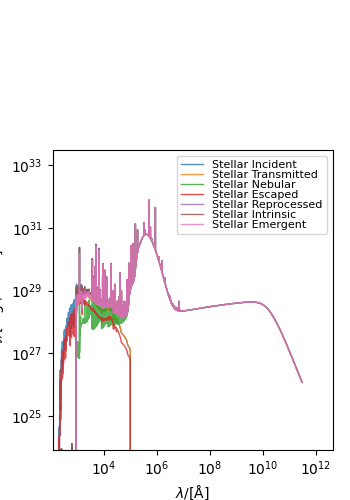 10^33
10^31
10^29
10^27
10^25
Stellar Incident
Stellar Transmitted
Stellar Nebular
Stellar Escaped
Stellar Reprocessed
Stellar Intrinsic
Stellar Emergent
10^4 10^6 10^8 10^10 10^12
λ/[Å]